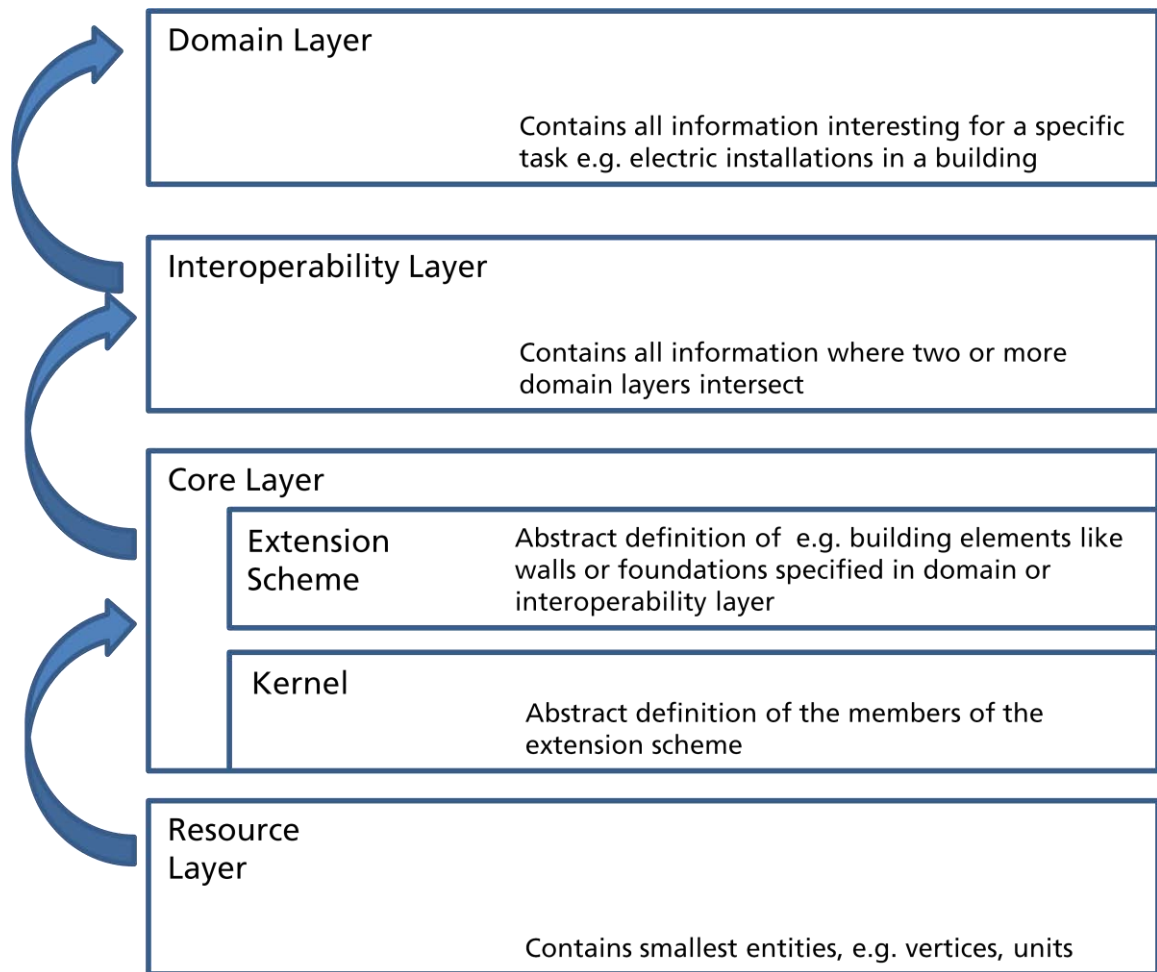 Domain Layer
Contains all information interesting for a specific
task e.g. electric installations in a building
Interoperability Layer
Contains all information where two or more
domain layers intersect
Core Layer
Extension
Scheme
Abstract definition of  e.g. building elements like
walls or foundations specified in domain or
interoperability layer
Kernel
Abstract definition of the members of the
extension scheme
Resource
Layer
Contains smallest entities, e.g. vertices, units